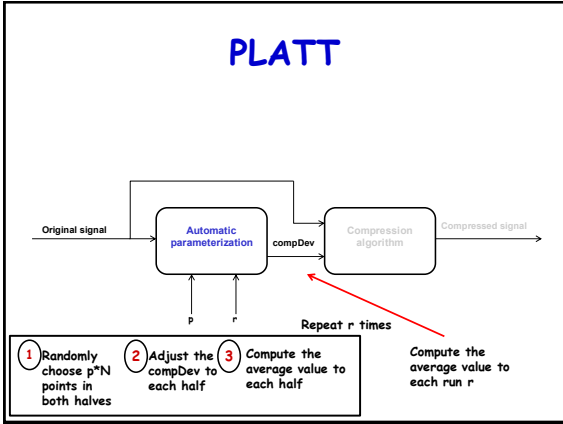 PLATT
Original signal
Automatic
parameterization
compDev
Compression
algorithm
Compressed signal
p
r
Repeat r times
1
Randomly
choose p*N
points in
both halves
2
Adjust the
compDev to
each half
3
Compute the
average value to
each half
Compute the
average value to
each run r